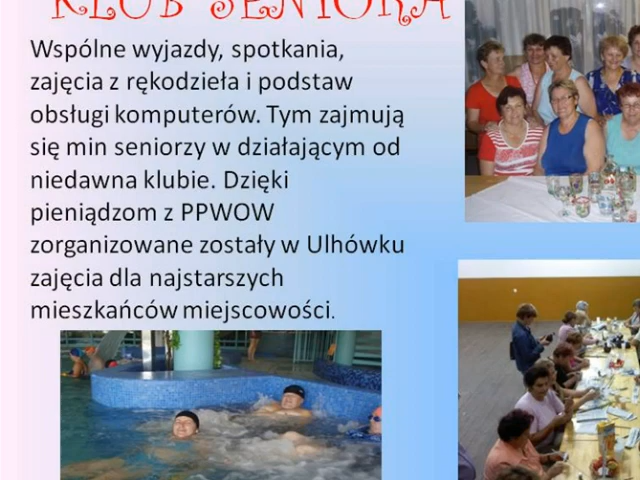 KLUB SENIORA
Wspólne wyjazdy, spotkania,
zajęcia z rękodzieła i podstaw
obsługi komputerów. Tym zajmują
się min seniorzy w działającym od
niedawna klubie. Dzięki
pieniądzom z PPWOW
zorganizowane zostały w Ulhówku
zajęcia dla najstarszych
mieszkańców miejscowości.